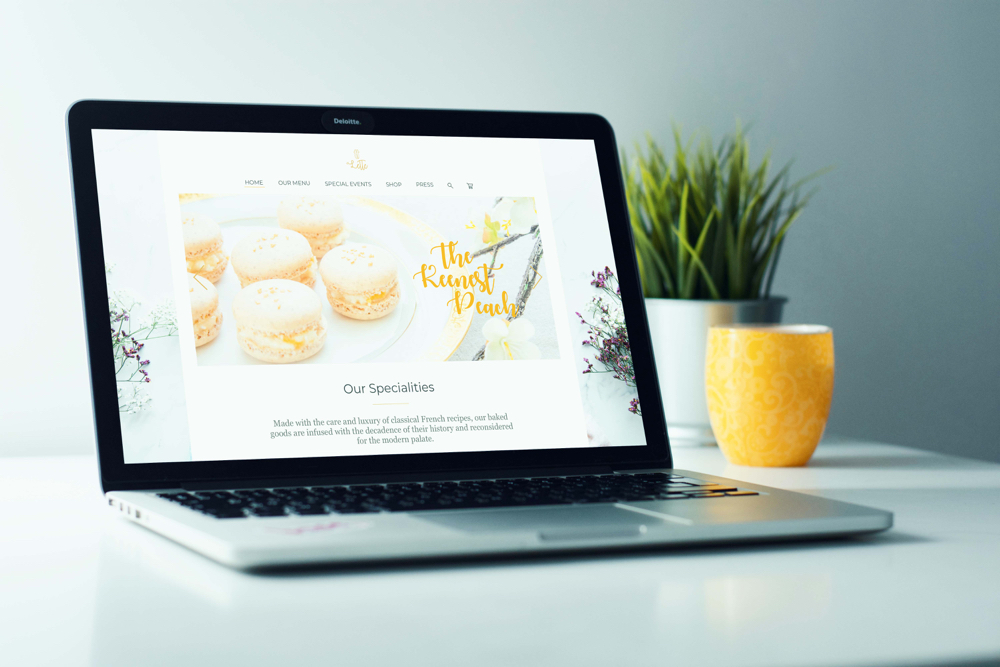 Deloitte.
HOME OUR MENU SPECIAL EVENTS SHOP PRESS
The
Reenest
Peach
Our Specialities
Made with the care and luxury of classical French recipes, our baked
goods are infused with the decadence of their history and reconsidered
for the modern palate.